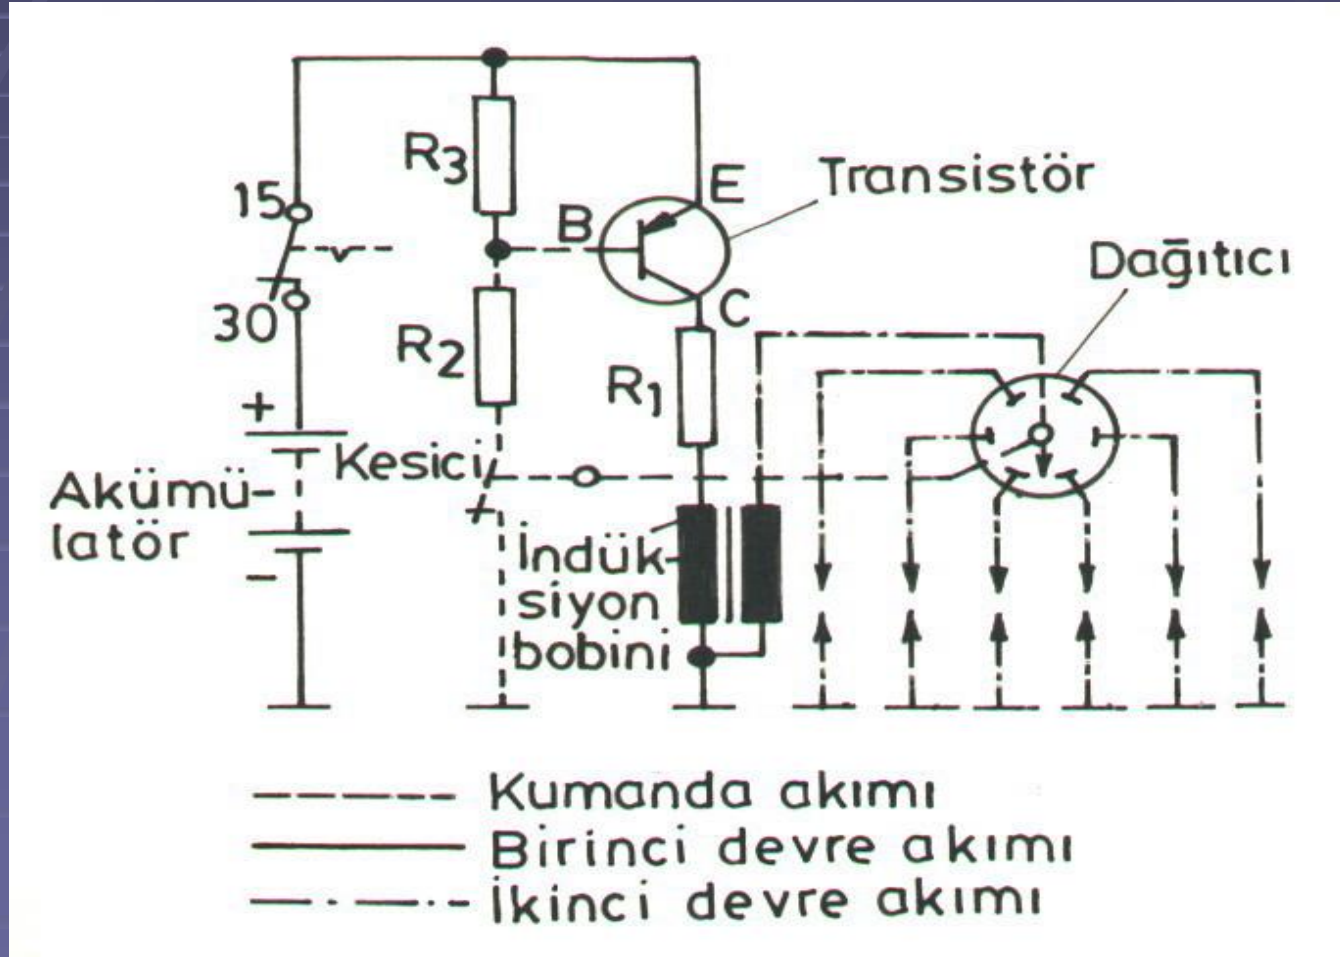 R3
E
Transistör
15
B
Dağıtıcı
30
C
R2
R1
+
Kesici
Akümü-
latör
-
İndük-
siyon
bobini
Kumanda akımı
Birinci devre akımı
İkinci devre akımı